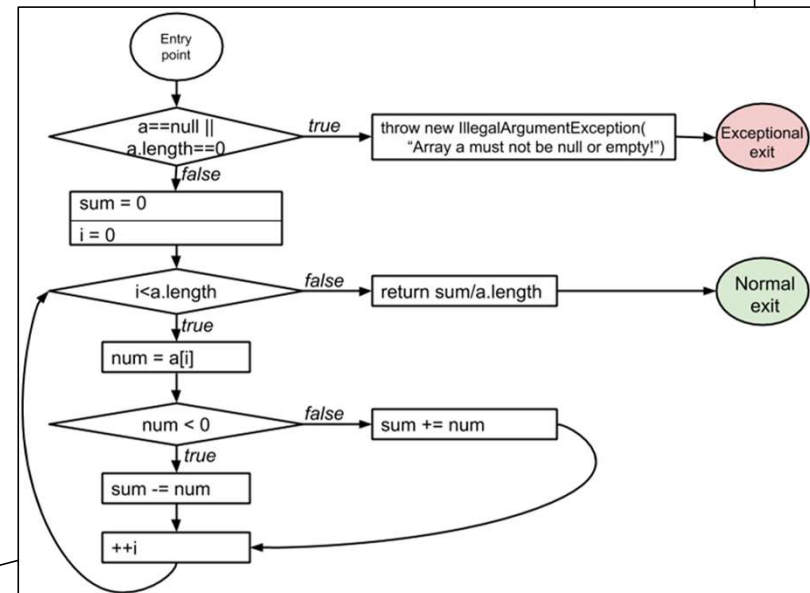 Entry
point
a==null ||
a.length==0
true
throw new IllegalArgumentException(
“Array a must not be null or empty!”)
Exceptional
exit
false
sum = 0
i = 0
i<a.length
false
return sum/a.length
Normal
exit
true
num = a[i]
num < 0
false
sum += num
true
sum -= num
++i